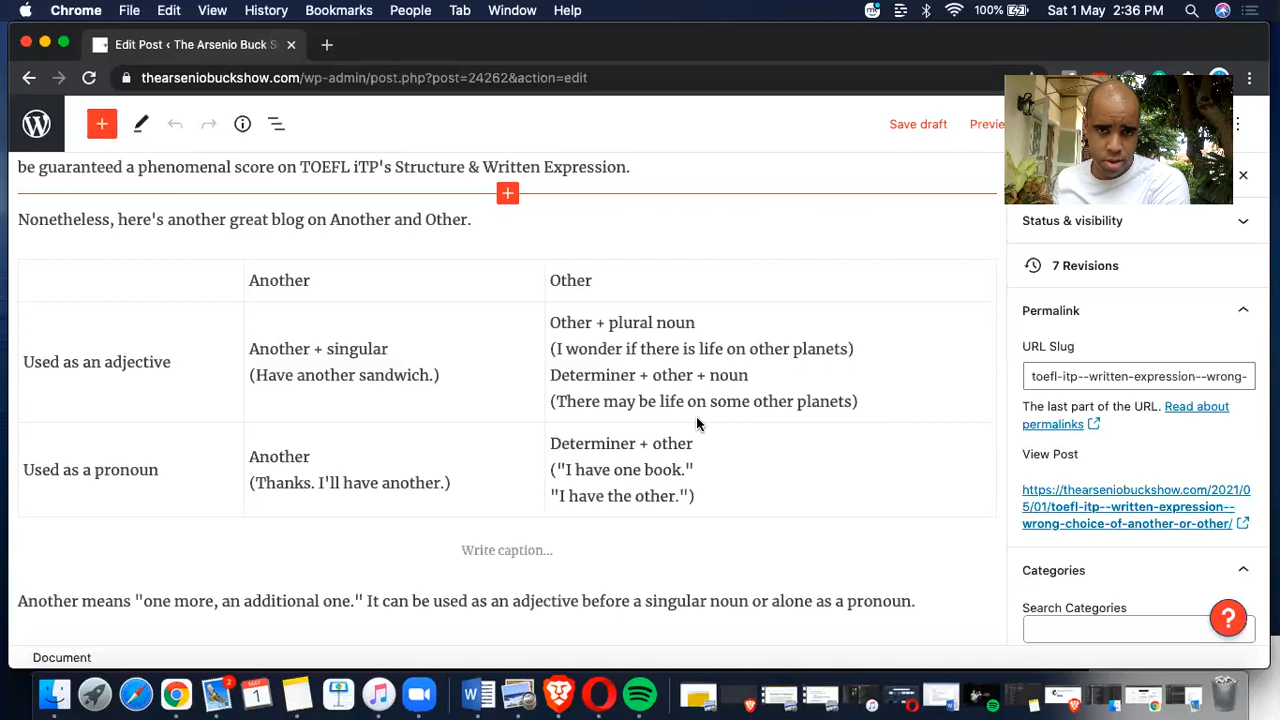 Chrome File Edit View History Bookmarks People Tab Window Help 100% Sat 1 May 2:36 PM
Edit Post ‹ The Arsenio Buck S
thearseniobuckshow.com/wp-admin/post.php?post=24262&action=edit
Save draft Previe
be guaranteed a phenomenal score on TOEFL iTP's Structure & Written Expression.
Nonetheless, here's another great blog on Another and Other.
Another Other
Used as an adjective
Another + singular
(Have another sandwich.)
Other + plural noun
(I wonder if there is life on other planets)
Determiner + other + noun
(There may be life on some other planets)
Used as a pronoun
Another
(Thanks. I'll have another.)
Determiner + other
("I have one book."
"I have the other.")
Write caption...
Another means "one more, an additional one." It can be used as an adjective before a singular noun or alone as a pronoun.
Document
Status & visibility
7 Revisions
Permalink
URL Slug
toefl-itp--written-expression--wrong-
The last part of the URL. Read about
permalinks
View Post
https://thearseniobuckshow.com/2021/0
5/01/toefl-itp--written-expression--
wrong-choice-of-another-or-other/
Categories
Search Categories
?
2
MAY
1